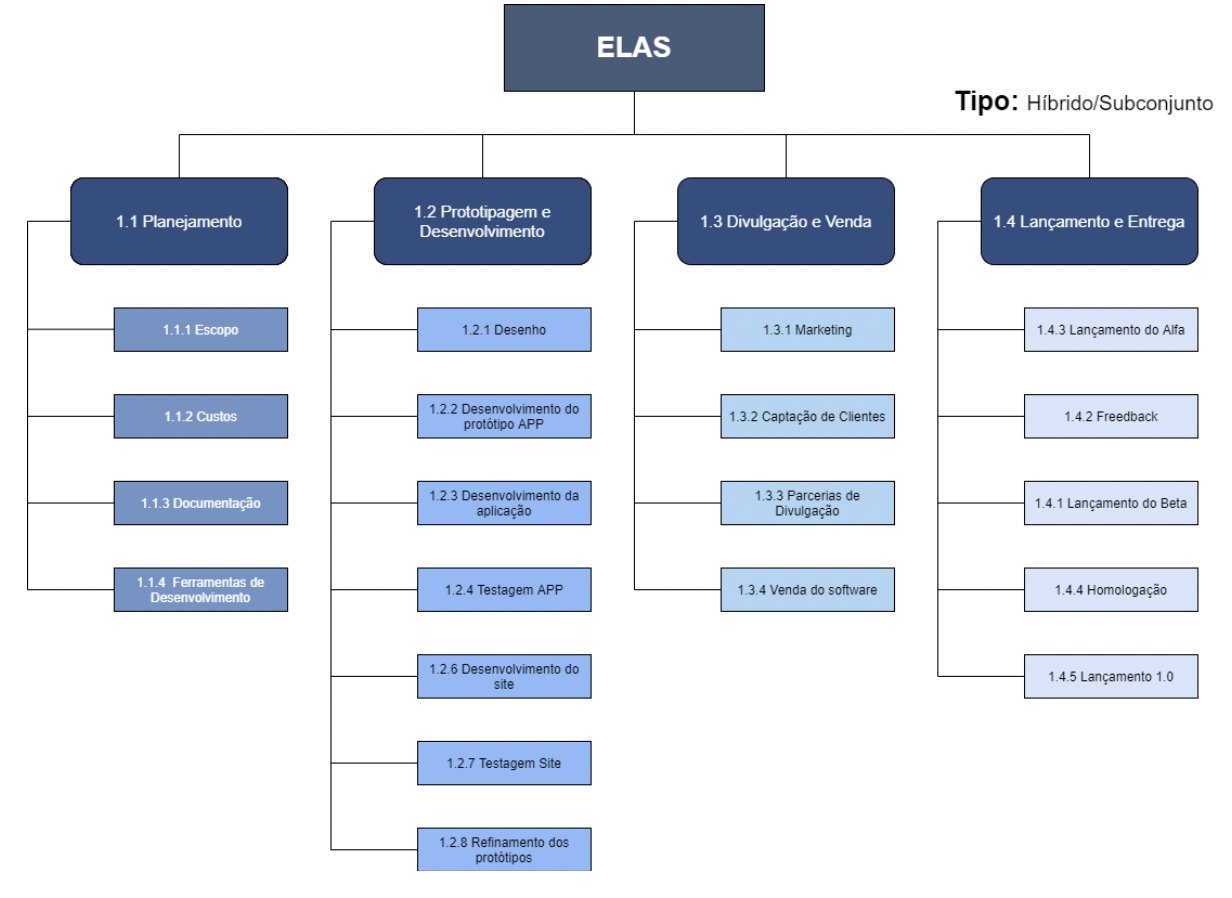 ELAS
Tipo: Híbrido/Subconjunto
1.1 Planejamento
1.1.1 Escopo
1.1.2 Custos
1.1.3 Documentação
1.1.4 Ferramentas de
Desenvolvimento
1.2 Prototipagem e
Desenvolvimento
1.2.1 Desenho
1.2.2 Desenvolvimento do
protótipo APP
1.2.3 Desenvolvimento da
aplicação
1.2.4 Testagem APP
1.2.6 Desenvolvimento do
site
1.2.7 Testagem Site
1.2.8 Refinamento dos
protótipos
1.3 Divulgação e Venda
1.3.1 Marketing
1.3.2 Captação de Clientes
1.3.3 Parcerias de
Divulgação
1.3.4 Venda do software
1.4 Lançamento e Entrega
1.4.3 Lançamento do Alfa
1.4.2 Freedback
1.4.1 Lançamento do Beta
1.4.4 Homologação
1.4.5 Lançamento 1.0